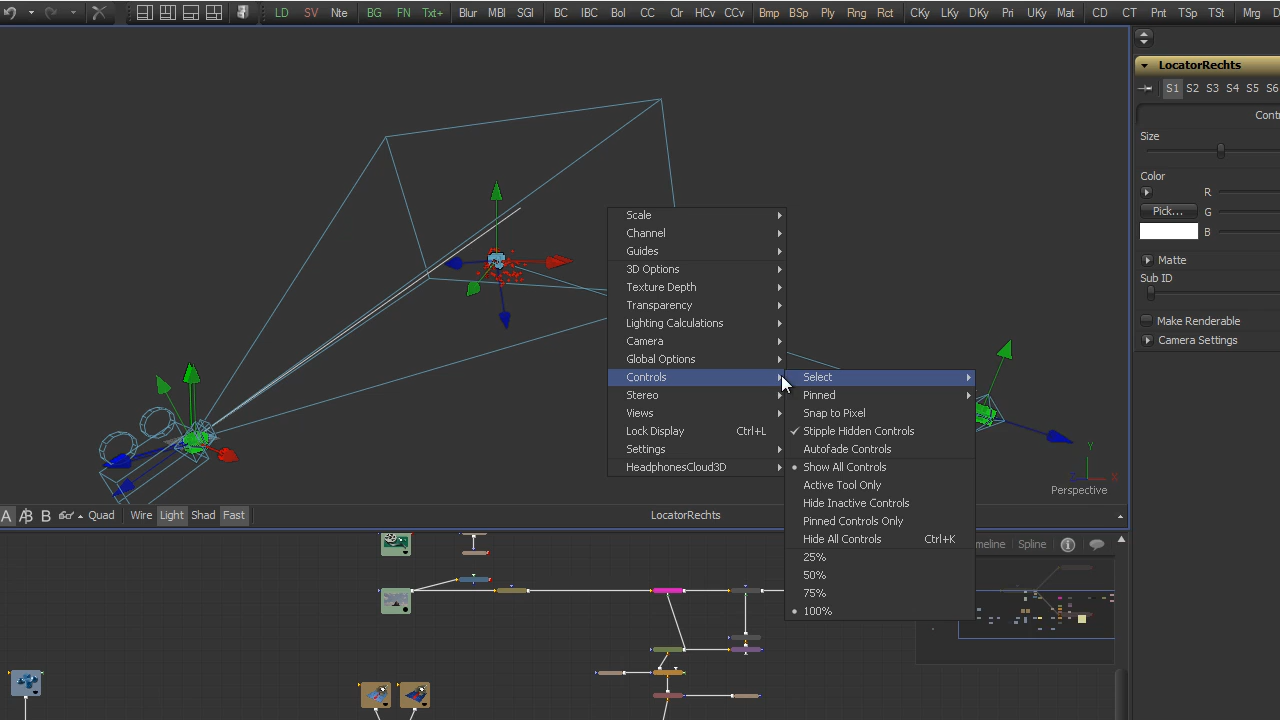 LD SV Nte BG FN Txt+ Blur MBl SGl BC IBC Bol CC Clr HCv CCv Bmp BSp Ply Rng Rct CKy LKy DKy Pri UKy Mat CD CT Pnt TSp TSt Mrg
LocatorRechts
S1 S2 S3 S4 S5 S6
Size
Color
R
Pick... G
B
Matte
Sub ID
Make Renderable
Camera Settings
Scale
Channel
Guides
3D Options
Texture Depth
Transparency
Lighting Calculations
Camera
Global Options
Controls
Stereo
Views
Lock Display Ctrl+L
Settings
HeadphonesCloud3D
Select
Pinned
Snap to Pixel
Stipple Hidden Controls
Autofade Controls
Show All Controls
Active Tool Only
Hide Inactive Controls
Pinned Controls Only
Hide All Controls Ctrl+K
25%
50%
75%
100%
Y
X
Perspective
A B Quad Wire Light Shad Fast LocatorRechts
Spline